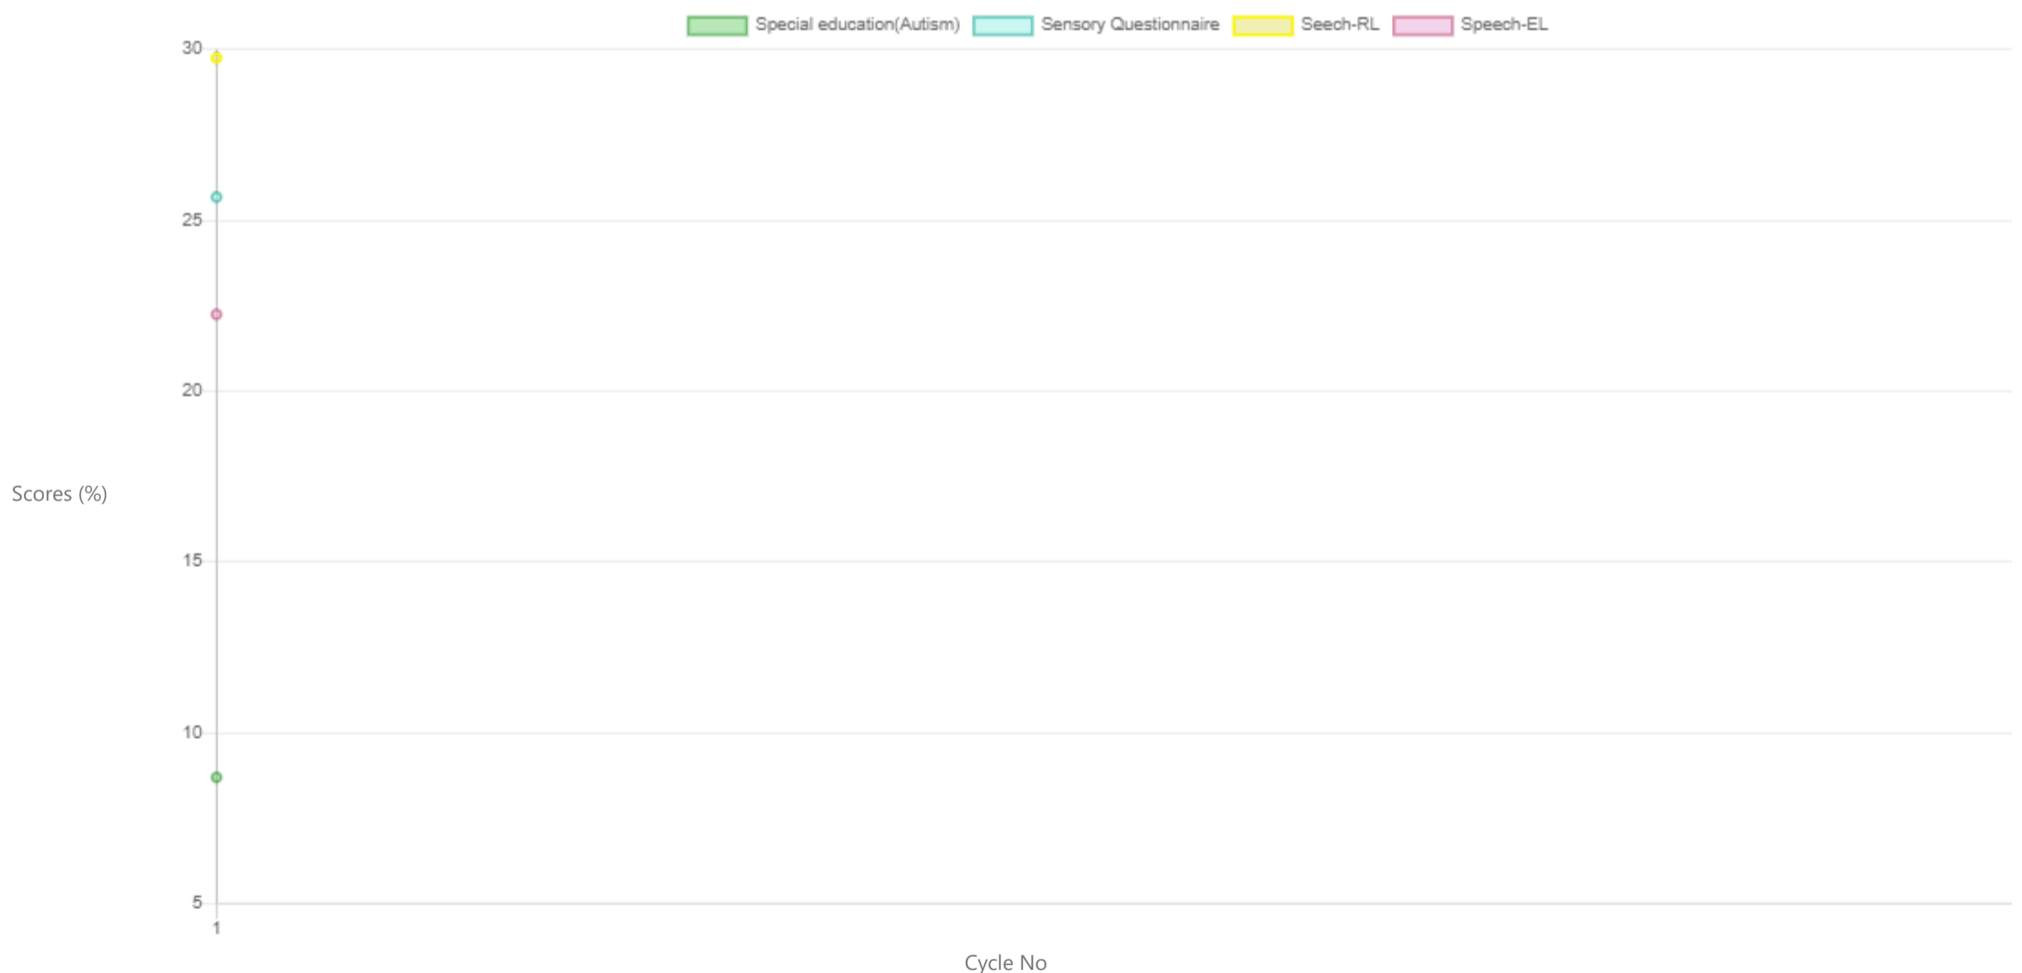 Special education(Autism) Sensory Questionnaire Seech-RL Speech-EL
30
25
20
Scores (%)
15
10
5
1
Cycle No